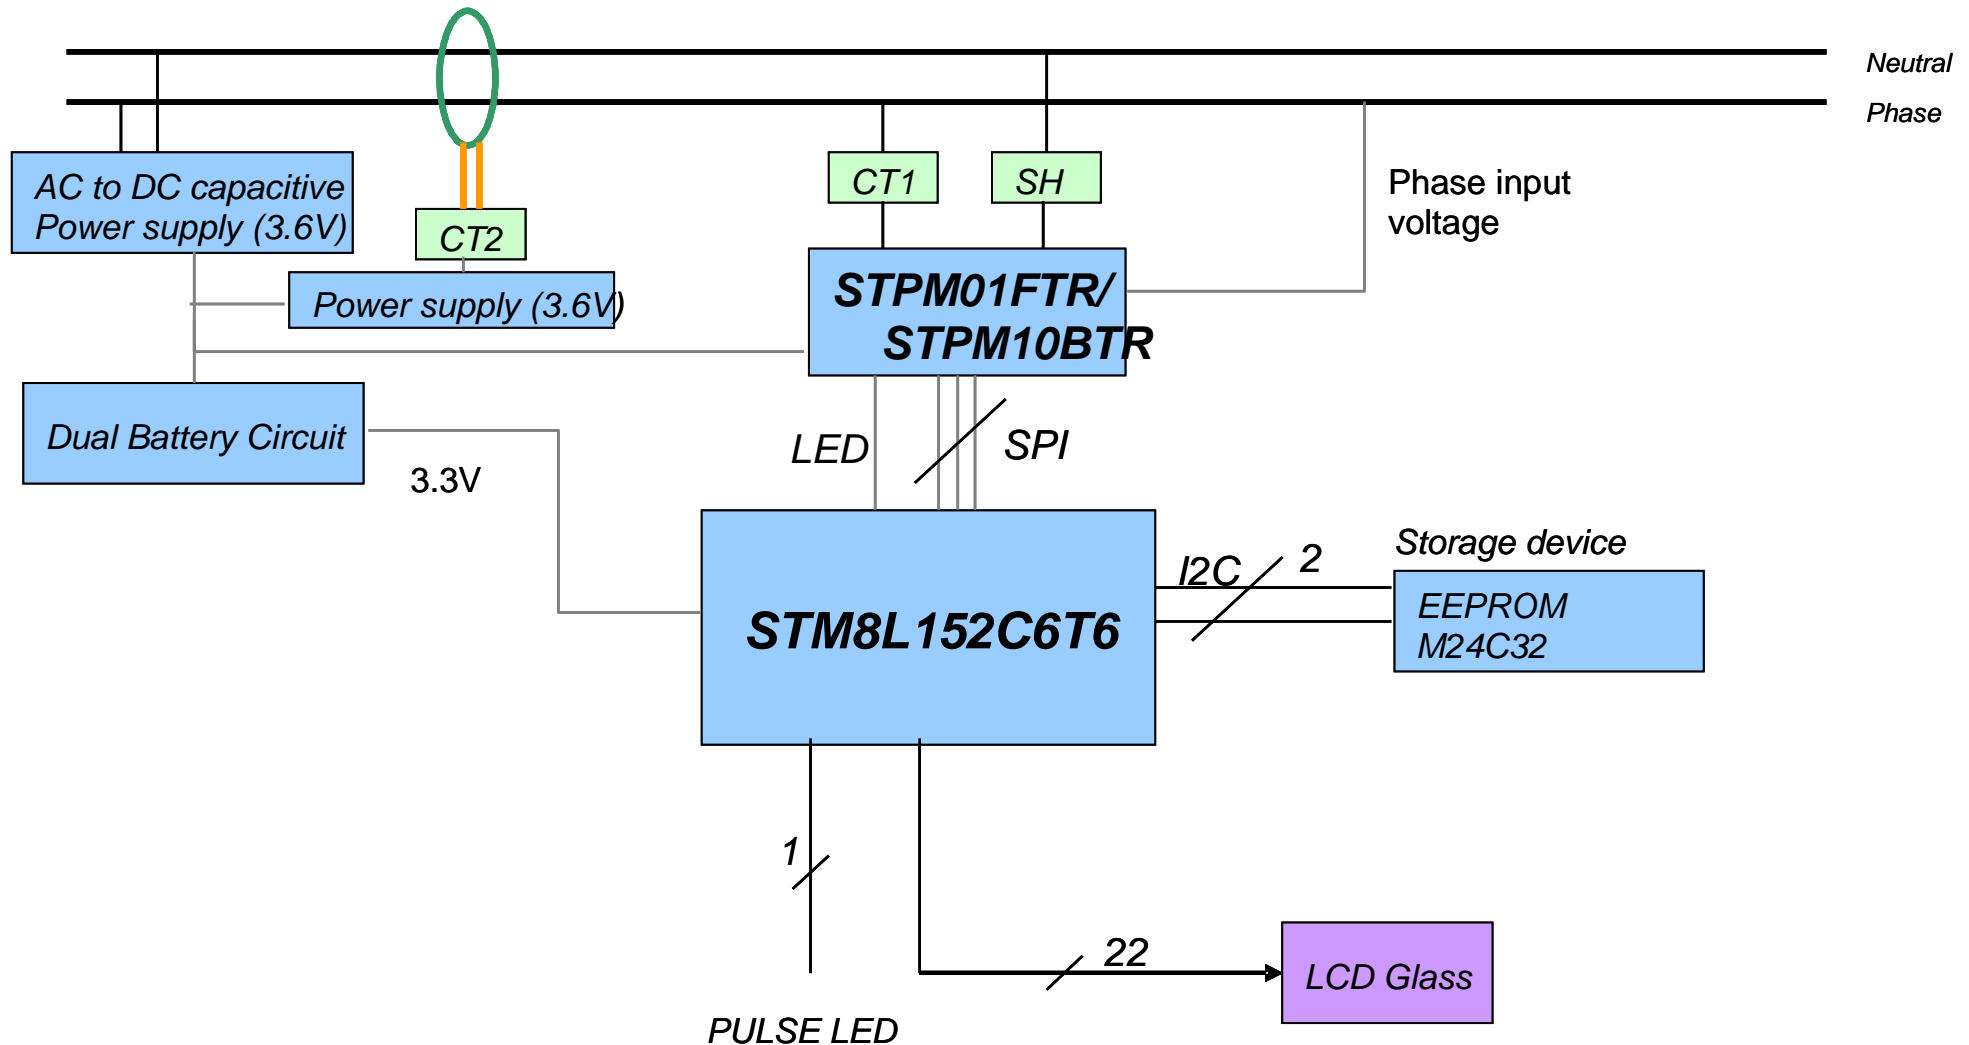 Neutral
Phase
AC to DC capacitive
Power supply (3.6V)
CT2
CT1
SH
Phase input
voltage
Power supply (3.6V)
STPM01FTR/
STPM10BTR
Dual Battery Circuit
3.3V
LED
SPI
STM8L152C6T6
I2C
2
Storage device
EEPROM
M24C32
1
22
LCD Glass
PULSE LED